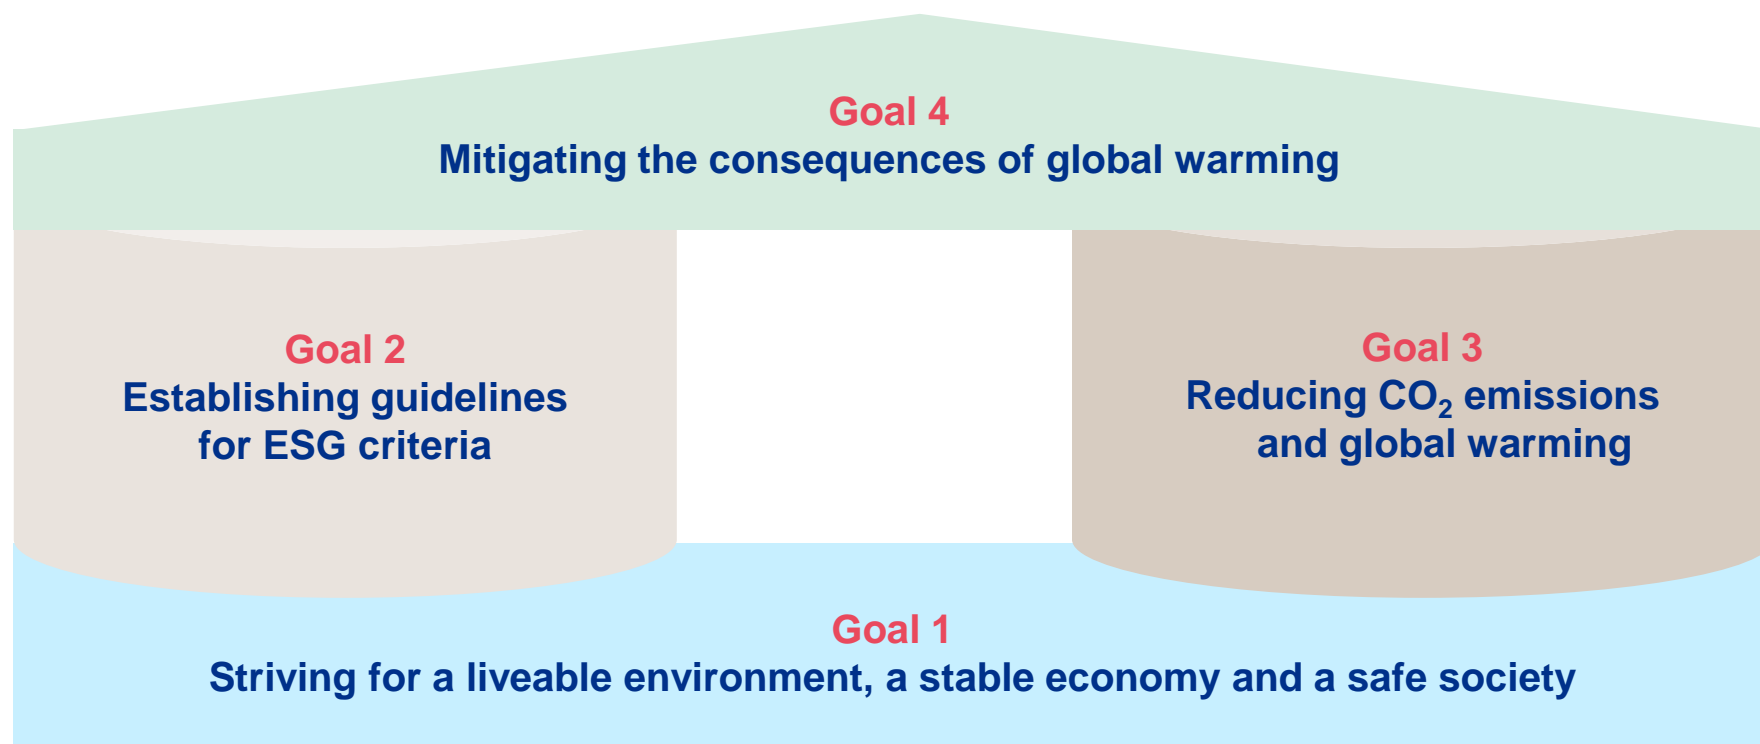 Goal 4
Mitigating the consequences of global warming
Goal 2
Establishing guidelines
for ESG criteria
Goal 3
Reducing CO₂ emissions
and global warming
Goal 1
Striving for a liveable environment, a stable economy and a safe society